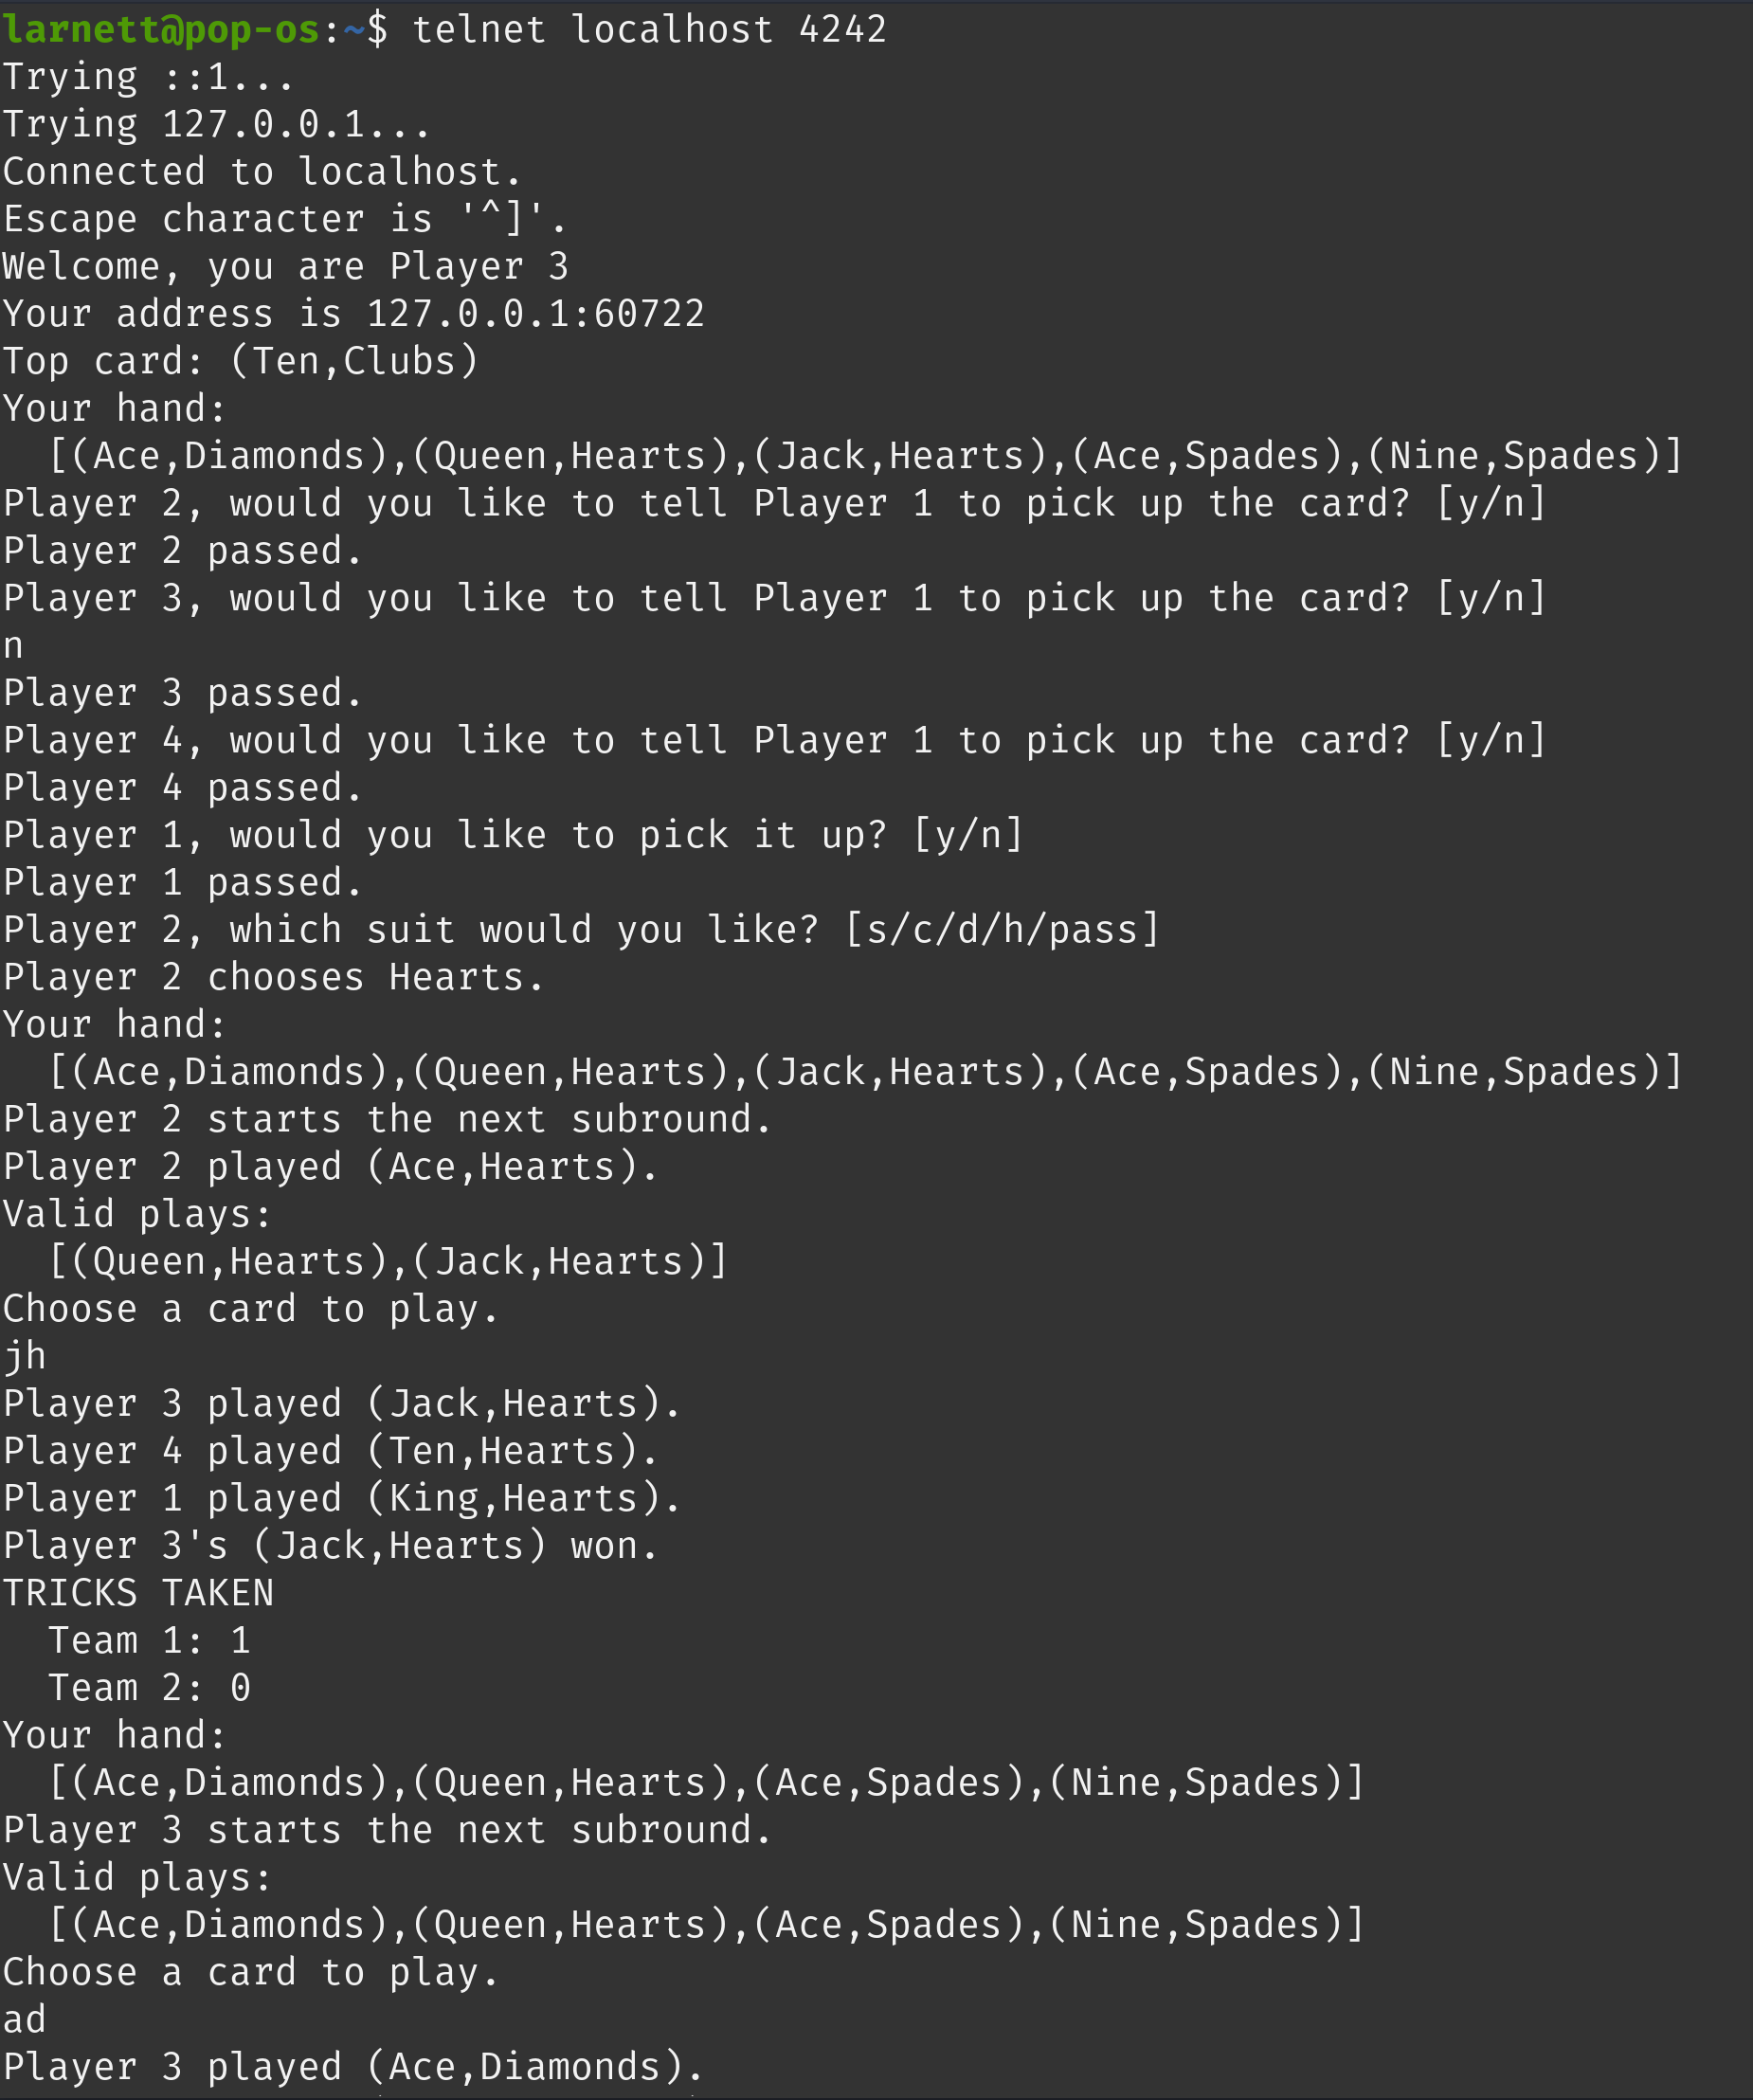 larnett@pop-os:~$ telnet localhost 4242
Trying ::1...
Trying 127.0.0.1...
Connected to localhost.
Escape character is '^]'.
Welcome, you are Player 3
Your address is 127.0.0.1:60722
Top card: (Ten,Clubs)
Your hand:
  [(Ace,Diamonds),(Queen,Hearts),(Jack,Hearts),(Ace,Spades),(Nine,Spades)]
Player 2, would you like to tell Player 1 to pick up the card? [y/n]
Player 2 passed.
Player 3, would you like to tell Player 1 to pick up the card? [y/n]
n
Player 3 passed.
Player 4, would you like to tell Player 1 to pick up the card? [y/n]
Player 4 passed.
Player 1, would you like to pick it up? [y/n]
Player 1 passed.
Player 2, which suit would you like? [s/c/d/h/pass]
Player 2 chooses Hearts.
Your hand:
  [(Ace,Diamonds),(Queen,Hearts),(Jack,Hearts),(Ace,Spades),(Nine,Spades)]
Player 2 starts the next subround.
Player 2 played (Ace,Hearts).
Valid plays:
  [(Queen,Hearts),(Jack,Hearts)]
Choose a card to play.
jh
Player 3 played (Jack,Hearts).
Player 4 played (Ten,Hearts).
Player 1 played (King,Hearts).
Player 3's (Jack,Hearts) won.
TRICKS TAKEN
  Team 1: 1
  Team 2: 0
Your hand:
  [(Ace,Diamonds),(Queen,Hearts),(Ace,Spades),(Nine,Spades)]
Player 3 starts the next subround.
Valid plays:
  [(Ace,Diamonds),(Queen,Hearts),(Ace,Spades),(Nine,Spades)]
Choose a card to play.
ad
Player 3 played (Ace,Diamonds).